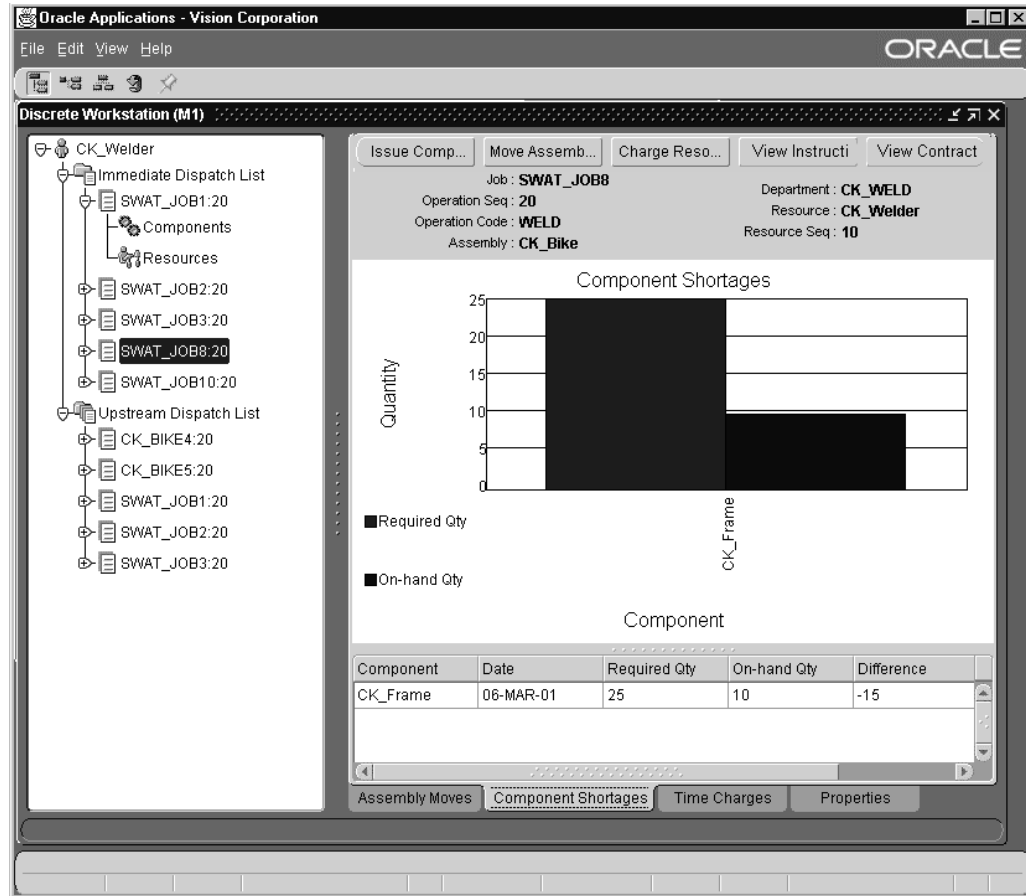 Oracle Applications - Vision Corporation
File Edit View Help
ORACLE
Discrete Workstation (M1)
CK_Welder
Immediate Dispatch List
SWAT_JOB1:20
Components
Resources
SWAT_JOB2:20
SWAT_JOB3:20
SWAT_JOB8:20
SWAT_JOB10:20
Upstream Dispatch List
CK_BIKE4:20
CK_BIKE5:20
SWAT_JOB1:20
SWAT_JOB2:20
SWAT_JOB3:20
Issue Comp... Move Assemb... Charge Reso... View Instructi View Contract
Job : SWAT_JOB8
Operation Seq : 20
Operation Code : WELD
Assembly : CK_Bike
Department : CK_WELD
Resource : CK_Welder
Resource Seq : 10
Component Shortages
25
20
15
10
5
0
Quantity
CK_Frame
Required Qty
On-hand Qty
Component
Component Date Required Qty On-hand Qty Difference
CK_Frame 06-MAR-01 25 10 -15
Assembly Moves Component Shortages Time Charges Properties